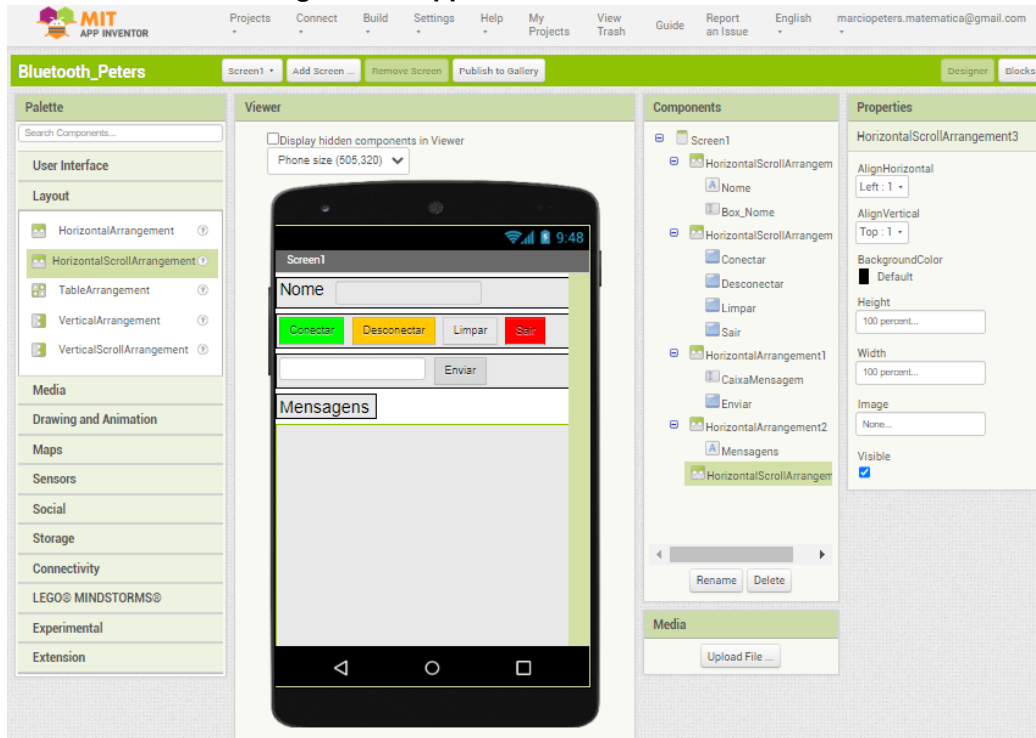 MIT APP INVENTOR
Projects Connect Build Settings Help My Projects View Trash Guide Report an Issue English marciopeters.matematica@gmail.com
Bluetooth_Peters
Screen1 Add Screen ... Remove Screen Publish to Gallery Designer Blocks
Palette
Search Components...
User Interface
Layout
HorizontalArrangement
HorizontalScrollArrangement
TableArrangement
VerticalArrangement
VerticalScrollArrangement
Media
Drawing and Animation
Maps
Sensors
Social
Storage
Connectivity
LEGO® MINDSTORMS®
Experimental
Extension
Viewer
Display hidden components in Viewer
Phone size (505,320)
9:48
Screen1
Nome
Conectar Desconectar Limpar Sair
Enviar
Mensagens
Components
Screen1
HorizontalScrollArrangem
Nome
Box_Nome
HorizontalScrollArrangem
Conectar
Desconectar
Limpar
Sair
HorizontalArrangement1
CaixaMensagem
Enviar
HorizontalArrangement2
Mensagens
HorizontalScrollArrangem
Rename Delete
Media
Upload File ...
Properties
HorizontalScrollArrangement3
AlignHorizontal
Left : 1
AlignVertical
Top : 1
BackgroundColor
Default
Height
100 percent...
Width
100 percent...
Image
None...
Visible